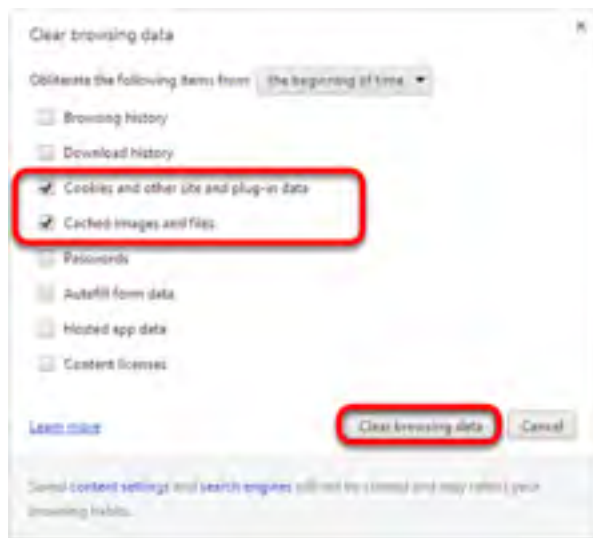 Clear browsing data
Obliterate the following items from: the beginning of time
Browsing history
Download history
Cookies and other site and plug-in data
Cached images and files
Passwords
Autofill form data
Hosted app data
Content licenses
Learn more
Clear browsing data
Cancel
Saved content settings and search engines will not be cleared and may reflect your
browsing habits.